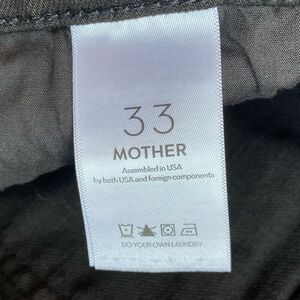 33
MOTHER
Assembled in USA
by both USA and foreign components
DO YOUR OWN LAUNDRY